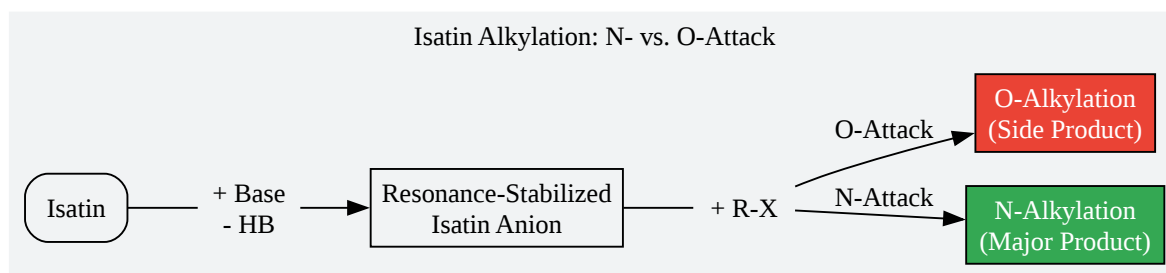 Isatin Alkylation: N- vs. O-Attack
O-Alkylation
(Side Product)
O-Attack
Isatin
+ Base
- HB
Resonance-Stabilized
Isatin Anion
+ R-X
N-Attack
N-Alkylation
(Major Product)